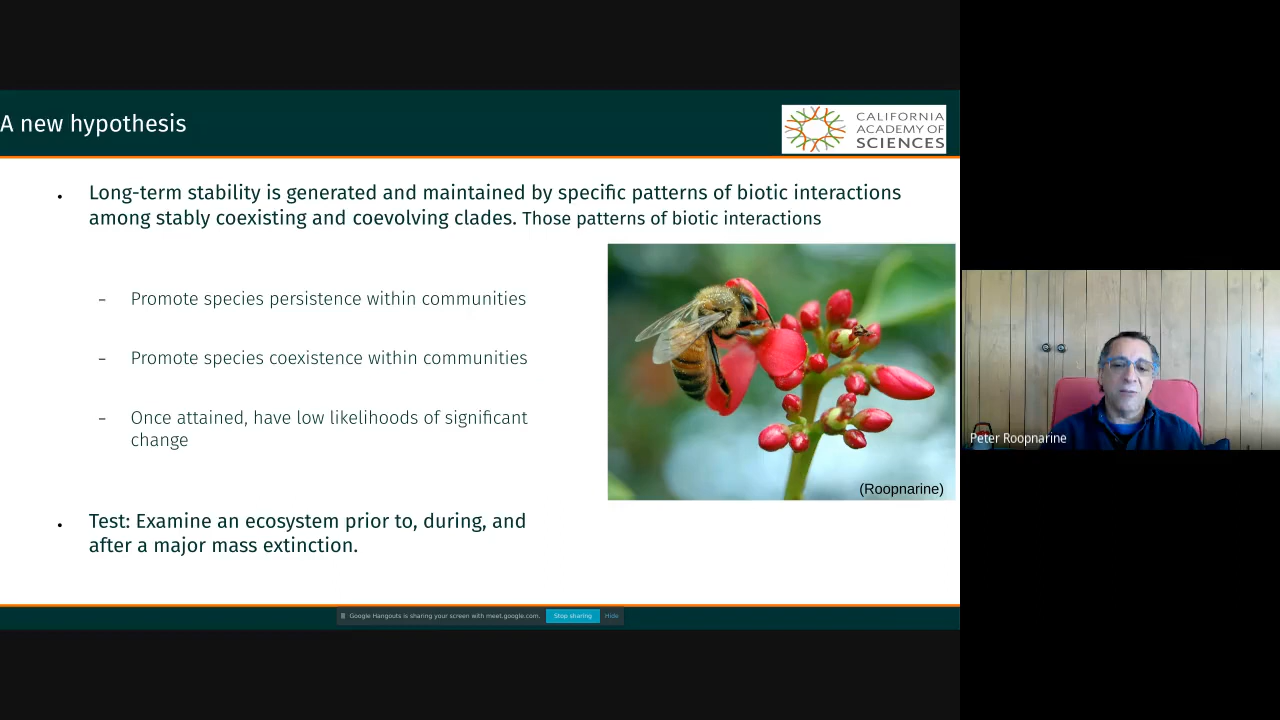 A new hypothesis
CALIFORNIA
ACADEMY OF
SCIENCES
Long-term stability is generated and maintained by specific patterns of biotic interactions
among stably coexisting and coevolving clades. Those patterns of biotic interactions
– Promote species persistence within communities
– Promote species coexistence within communities
– Once attained, have low likelihoods of significant
change
(Roopnarine)
Test: Examine an ecosystem prior to, during, and
after a major mass extinction.
Google Hangouts is sharing your screen with meet.google.com. Stop sharing Hide
Peter Roopnarine